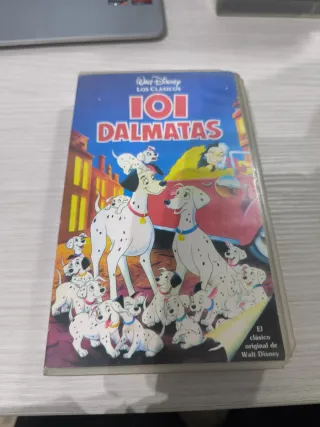 Walt Disney
LOS CLASICOS
101
DALMATAS
El
clásico
original de
Walt Disney